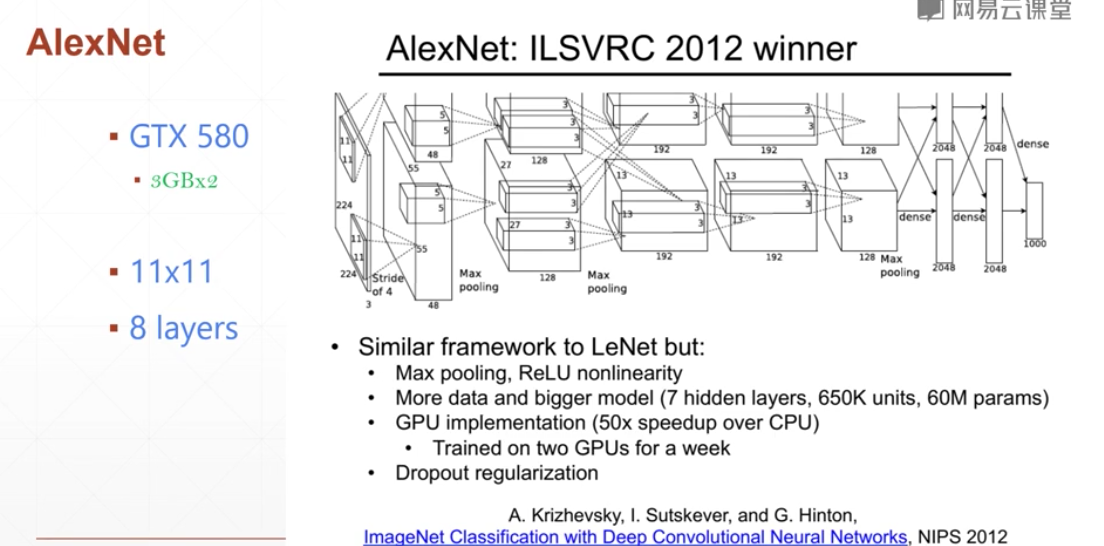 网易云课堂
AlexNet
AlexNet: ILSVRC 2012 winner
GTX 580
3GBx2
11x11
8 layers
11
11
224
11
11
224
3
Stride
of 4
5
5
48
55
5
5
55
48
Max
pooling
3
3
3
128
27
3
3
27
3
3
128
Max
pooling
3
3
192
13
3
3
13
192
3
3
192
13
3
3
13
192
128
13
13
128
Max
pooling
dense
2048
2048
dense
dense
2048
2048
dense
1000
• Similar framework to LeNet but:
• Max pooling, ReLU nonlinearity
• More data and bigger model (7 hidden layers, 650K units, 60M params)
• GPU implementation (50x speedup over CPU)
• Trained on two GPUs for a week
• Dropout regularization
A. Krizhevsky, I. Sutskever, and G. Hinton,
ImageNet Classification with Deep Convolutional Neural Networks, NIPS 2012